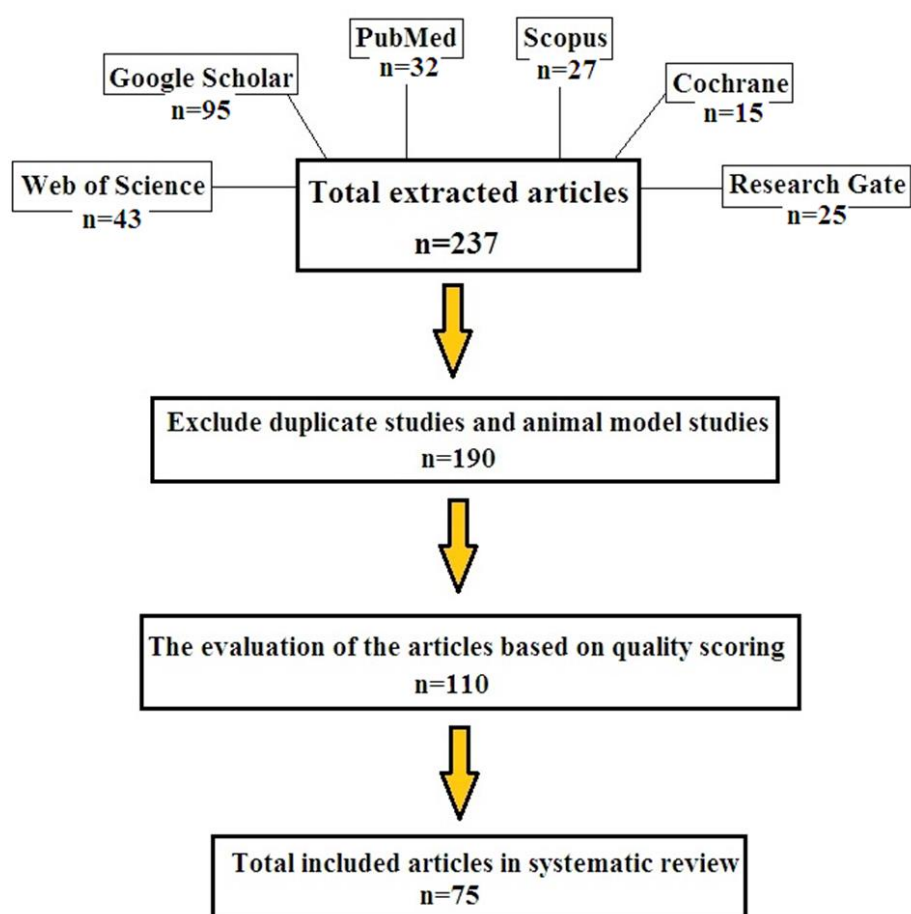 PubMed
n=32
Scopus
n=27
Google Scholar
n=95
Cochrane
n=15
Web of Science
n=43
Total extracted articles
n=237
Research Gate
n=25
Exclude duplicate studies and animal model studies
n=190
The evaluation of the articles based on quality scoring
n=110
Total included articles in systematic review
n=75